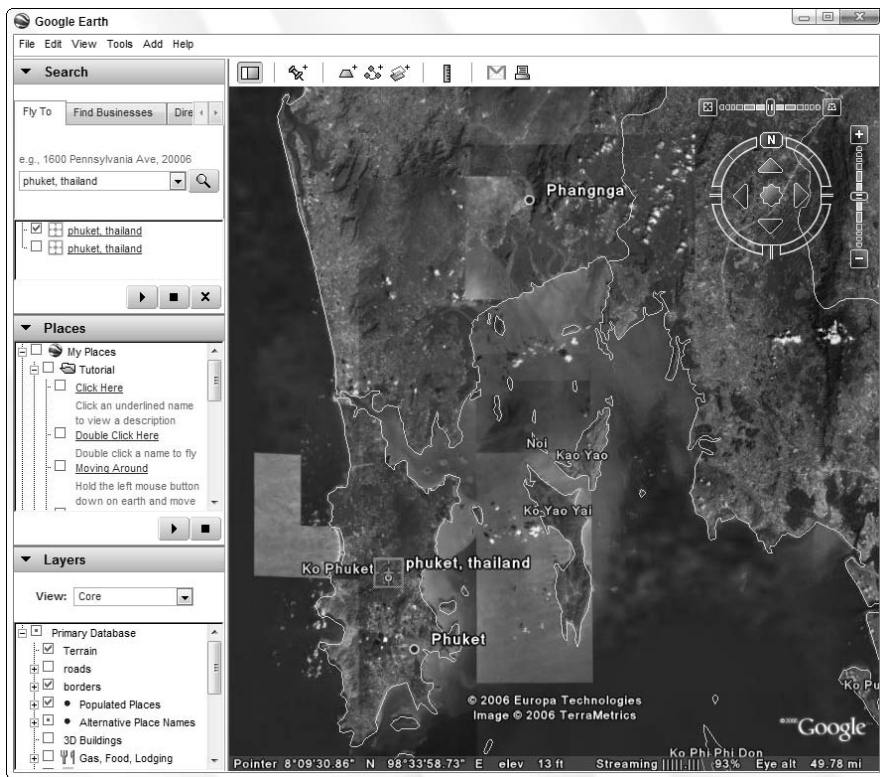 Google Earth
File Edit View Tools Add Help
Search
Fly To Find Businesses Dire
e.g., 1600 Pennsylvania Ave, 20006
phuket, thailand
phuket, thailand
phuket, thailand
Places
My Places
Tutorial
Click Here
Click an underlined name
to view a description
Double Click Here
Double click a name to fly
Moving Around
Hold the left mouse button
down on earth and move
Layers
View: Core
Primary Database
Terrain
roads
borders
Populated Places
Alternative Place Names
3D Buildings
Gas, Food, Lodging
N
Phangnga
Noi
Kao Yao
Ko Yao Yai
Ko Phuket
phuket, thailand
Phuket
© 2006 Europa Technologies
Image © 2006 TerraMetrics
Ko Pu
©2006 Google
Ko Phi Phi Don
Pointer 8°09'30.86" N 98°33'58.73" E elev 13 ft Streaming ||||||||| 93% Eye alt 49.78 mi